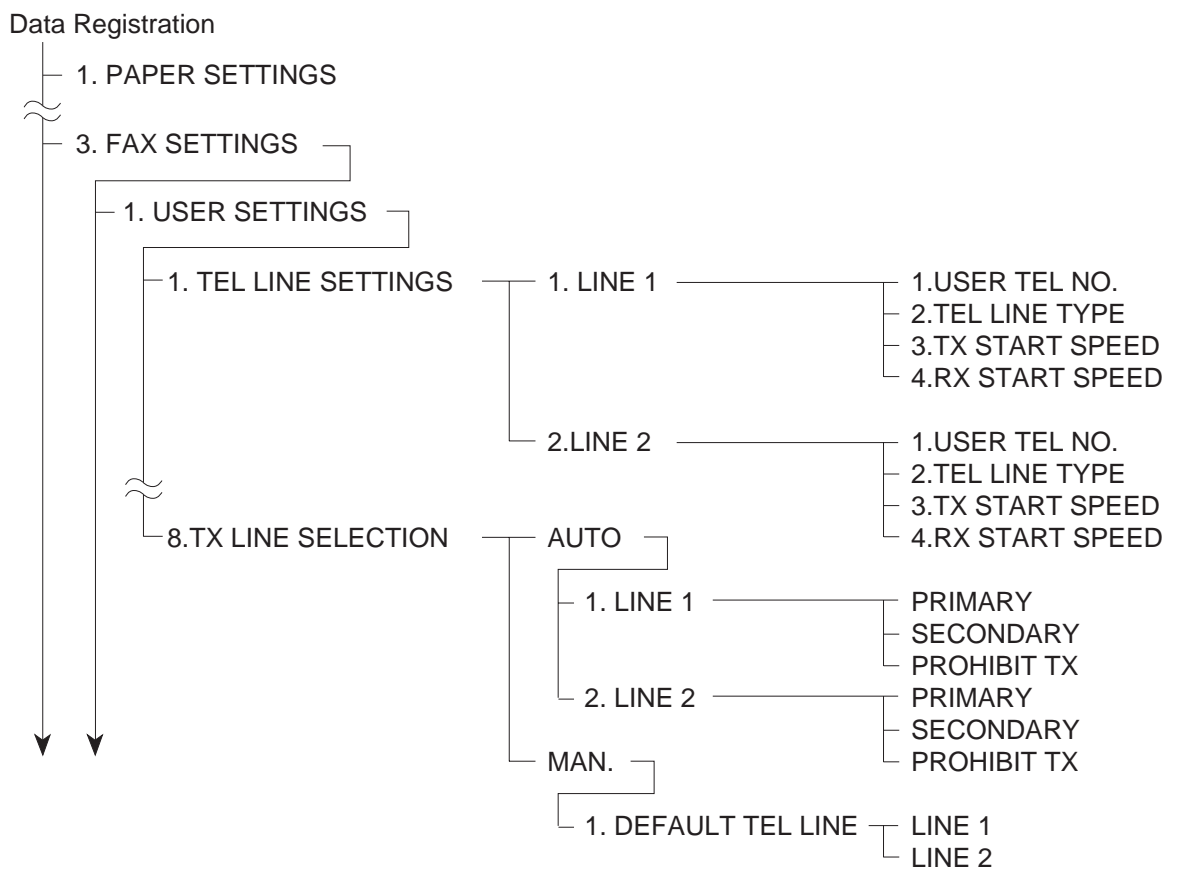 Data Registration
1. PAPER SETTINGS
3. FAX SETTINGS
1. USER SETTINGS
1. TEL LINE SETTINGS
1. LINE 1
1.USER TEL NO.
2.TEL LINE TYPE
3.TX START SPEED
4.RX START SPEED
2.LINE 2
1.USER TEL NO.
2.TEL LINE TYPE
3.TX START SPEED
4.RX START SPEED
8.TX LINE SELECTION
AUTO
1. LINE 1
PRIMARY
SECONDARY
PROHIBIT TX
2. LINE 2
PRIMARY
SECONDARY
PROHIBIT TX
MAN.
1. DEFAULT TEL LINE
LINE 1
LINE 2